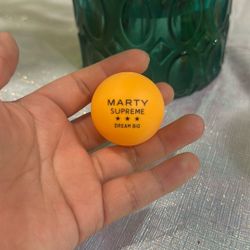 MARTY
SUPREME
★ ★ ★
DREAM BIG